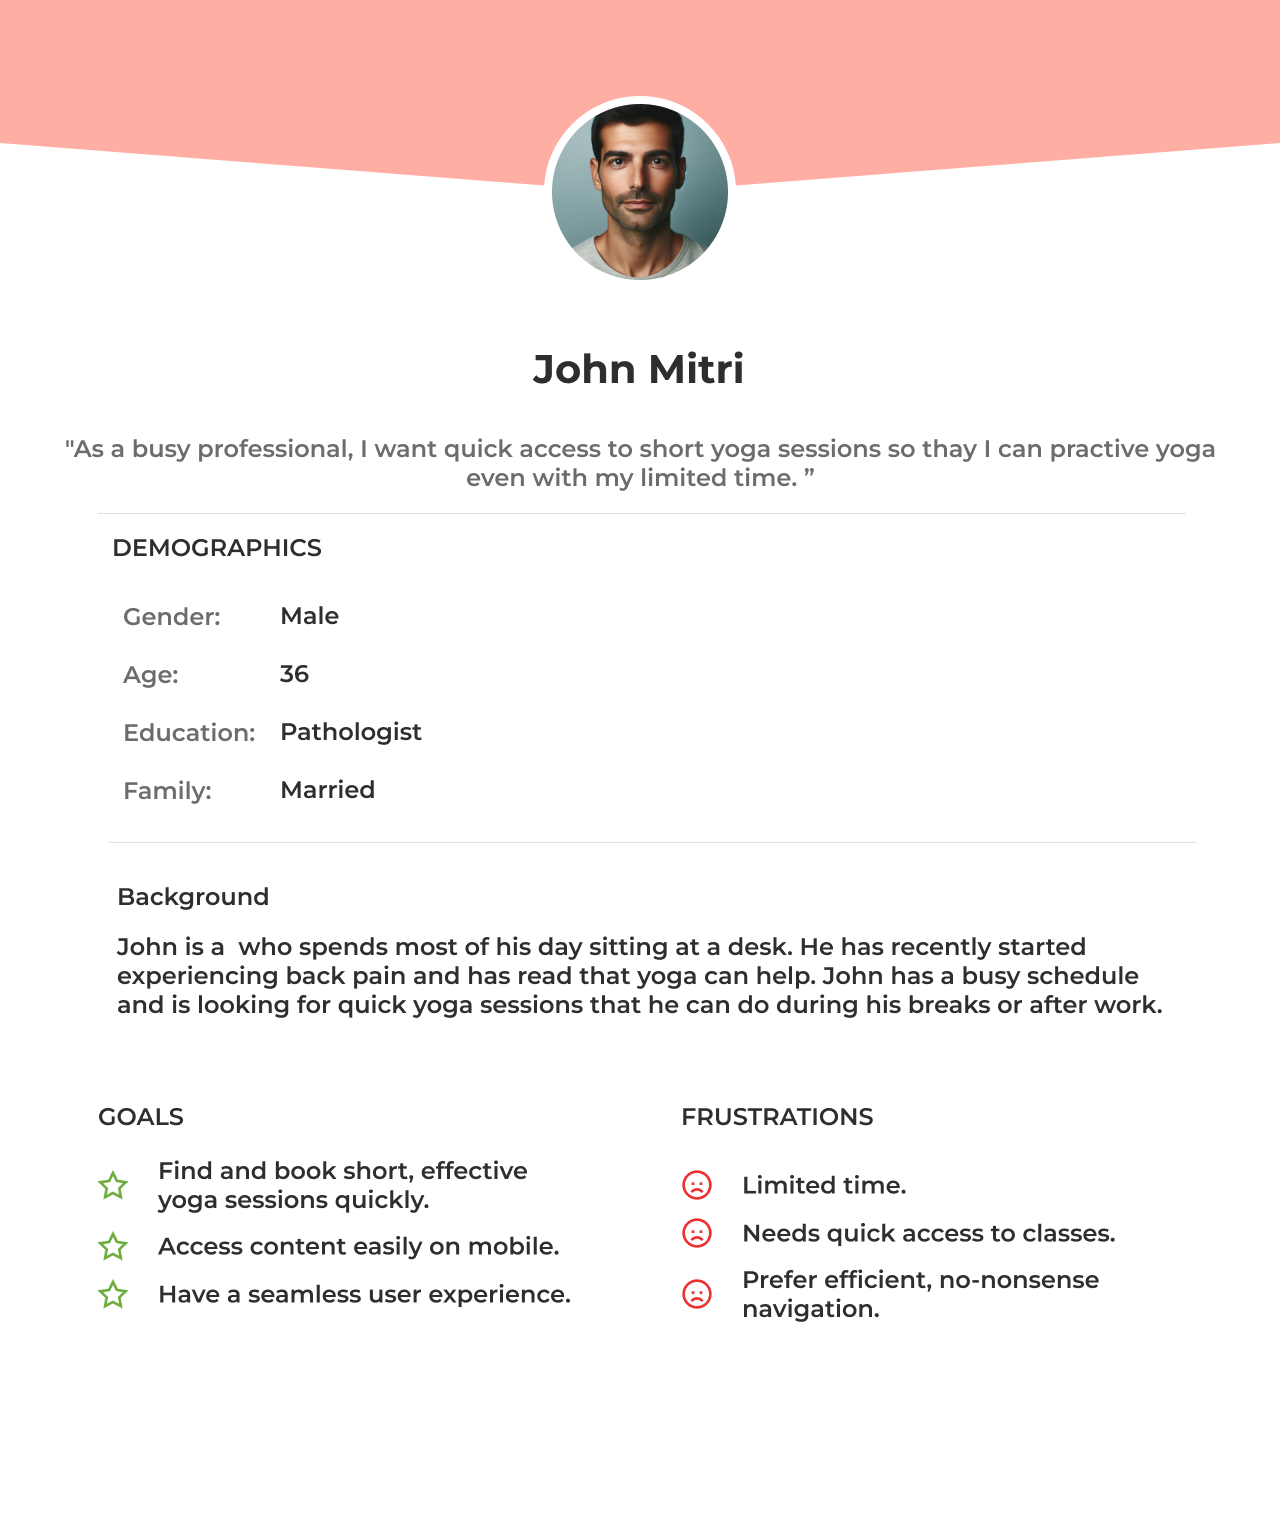 John Mitri
"As a busy professional, I want quick access to short yoga sessions so thay I can practive yoga
even with my limited time. ”
DEMOGRAPHICS
Gender: Male
Age: 36
Education: Pathologist
Family: Married
Background
John is a  who spends most of his day sitting at a desk. He has recently started
experiencing back pain and has read that yoga can help. John has a busy schedule
and is looking for quick yoga sessions that he can do during his breaks or after work.
GOALS
Find and book short, effective
yoga sessions quickly.
Access content easily on mobile.
Have a seamless user experience.
FRUSTRATIONS
Limited time.
Needs quick access to classes.
Prefer efficient, no-nonsense
navigation.